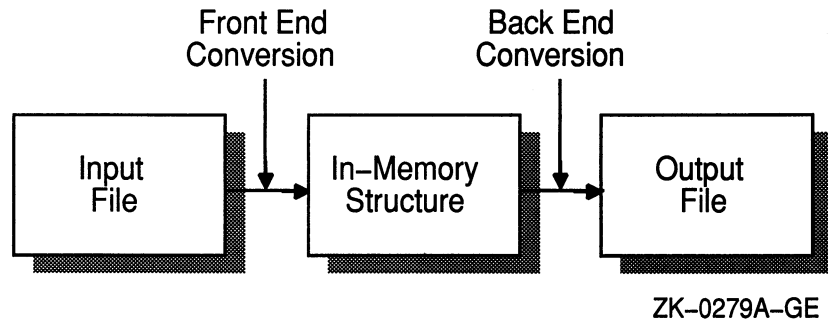 Front End
Conversion
Back End
Conversion
Input
File
In-Memory
Structure
Output
File
ZK-0279A-GE